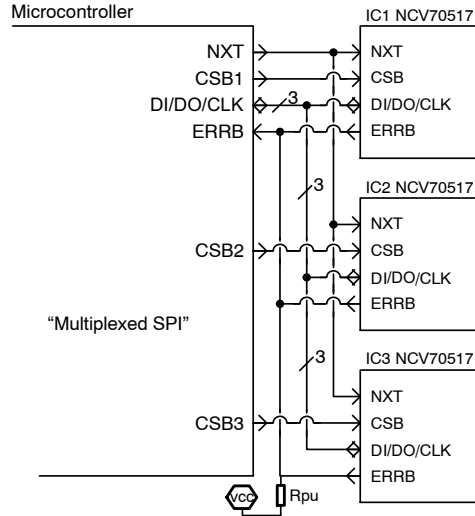 Microcontroller
IC1 NCV70517
NXT
NXT
CSB1
CSB
DI/DO/CLK
3
DI/DO/CLK
ERRB
ERRB
IC2 NCV70517
3
NXT
CSB2
CSB
DI/DO/CLK
ERRB
“Multiplexed SPI”
IC3 NCV70517
3
NXT
CSB3
CSB
DI/DO/CLK
ERRB
VCC
Rpu